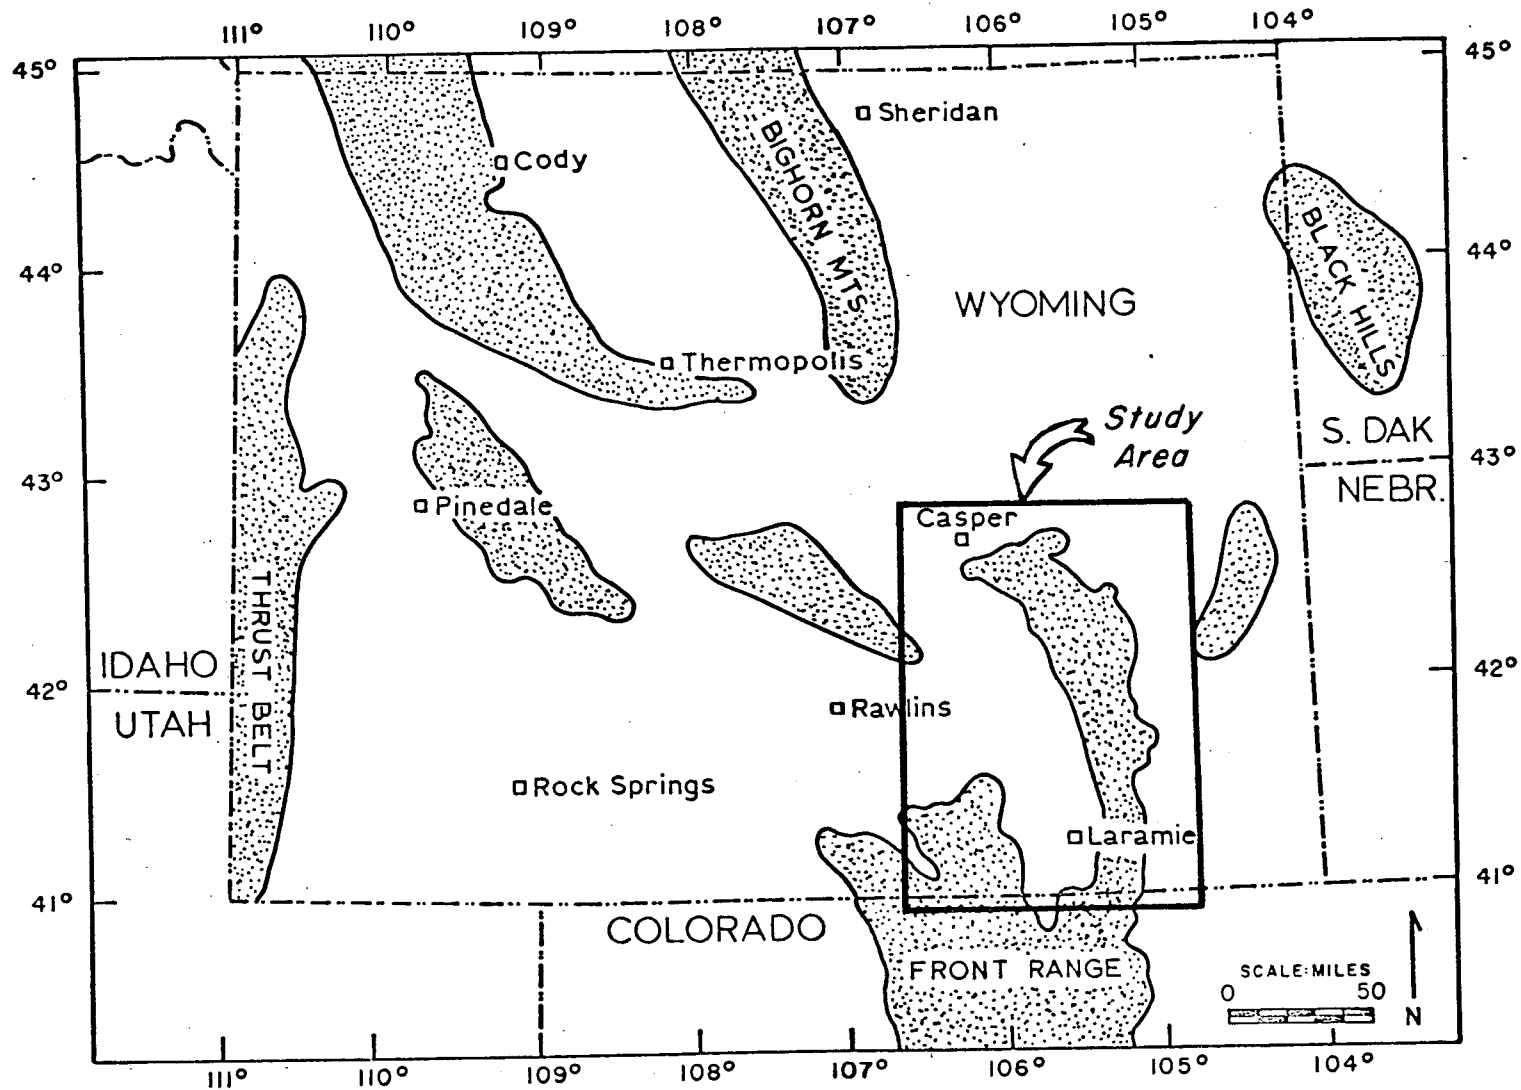 111° 110° 109° 108° 107° 106° 105° 104°
45° 45°
Sheridan
Cody
BIGHORN MTS
BLACK HILLS
44° 44°
WYOMING
Thermopolis
Study
Area
S. DAK
43° 43°
NEBR.
Pinedale
Casper
THRUST BELT
IDAHO
42° 42°
UTAH
Rawlins
Rock Springs
Laramie
41° 41°
COLORADO
FRONT RANGE
SCALE:MILES
0 50
N
111° 110° 109° 108° 107° 106° 105° 104°